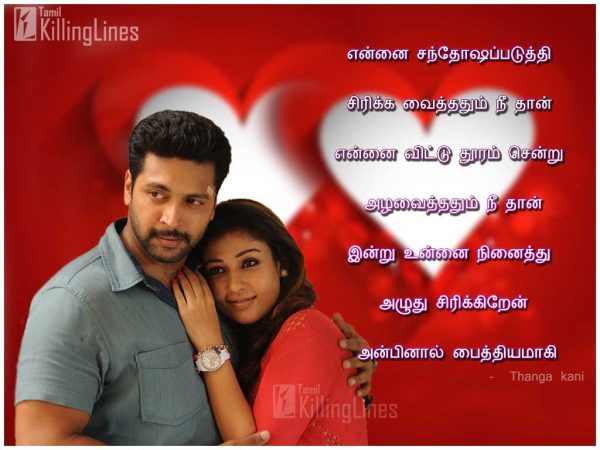 Tamil
KillingLines
என்னை சந்தோஷப்படுத்தி
சிரிக்க வைத்ததும் நீ தான்
என்னை விட்டு தூரம் சென்று
அழவைத்ததும் நீ தான்
இன்று உன்னை நினைத்து
அழுது சிரிக்கிறேன்
அன்பினால் பைத்தியமாகி
- Thanga kani
Tamil
KillingLines